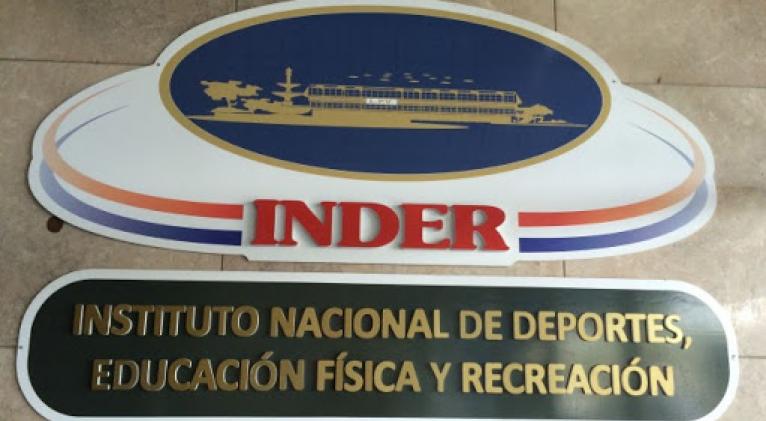 L.P.V.
INDER
INSTITUTO NACIONAL DE DEPORTES,
EDUCACIÓN FÍSICA Y RECREACIÓN